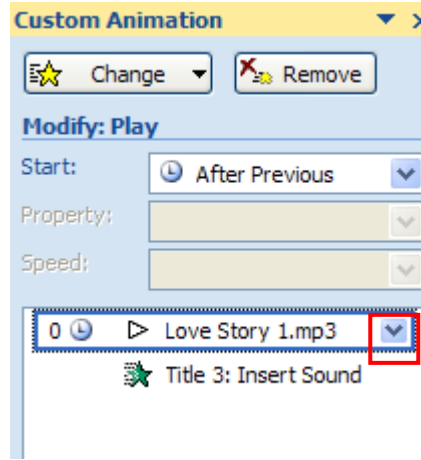 Custom Animation
Change
Remove
Modify: Play
Start:
After Previous
Property:
Speed:
0 Love Story 1.mp3
Title 3: Insert Sound